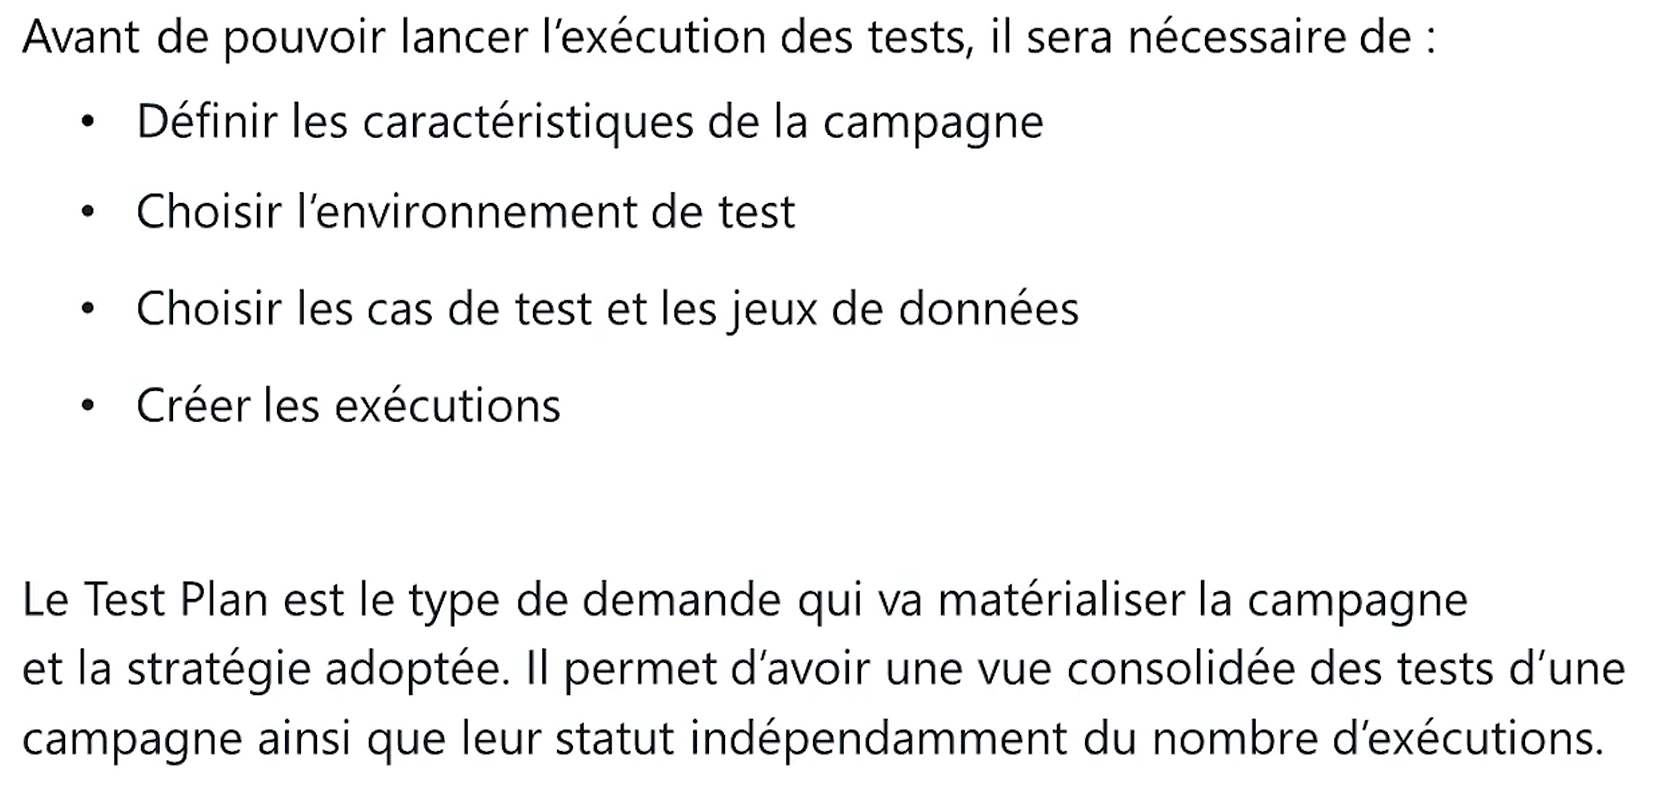 Avant de pouvoir lancer l’exécution des tests, il sera nécessaire de :
• Définir les caractéristiques de la campagne
• Choisir l’environnement de test
• Choisir les cas de test et les jeux de données
• Créer les exécutions
Le Test Plan est le type de demande qui va matérialiser la campagne
et la stratégie adoptée. Il permet d’avoir une vue consolidée des tests d’une
campagne ainsi que leur statut indépendamment du nombre d’exécutions.